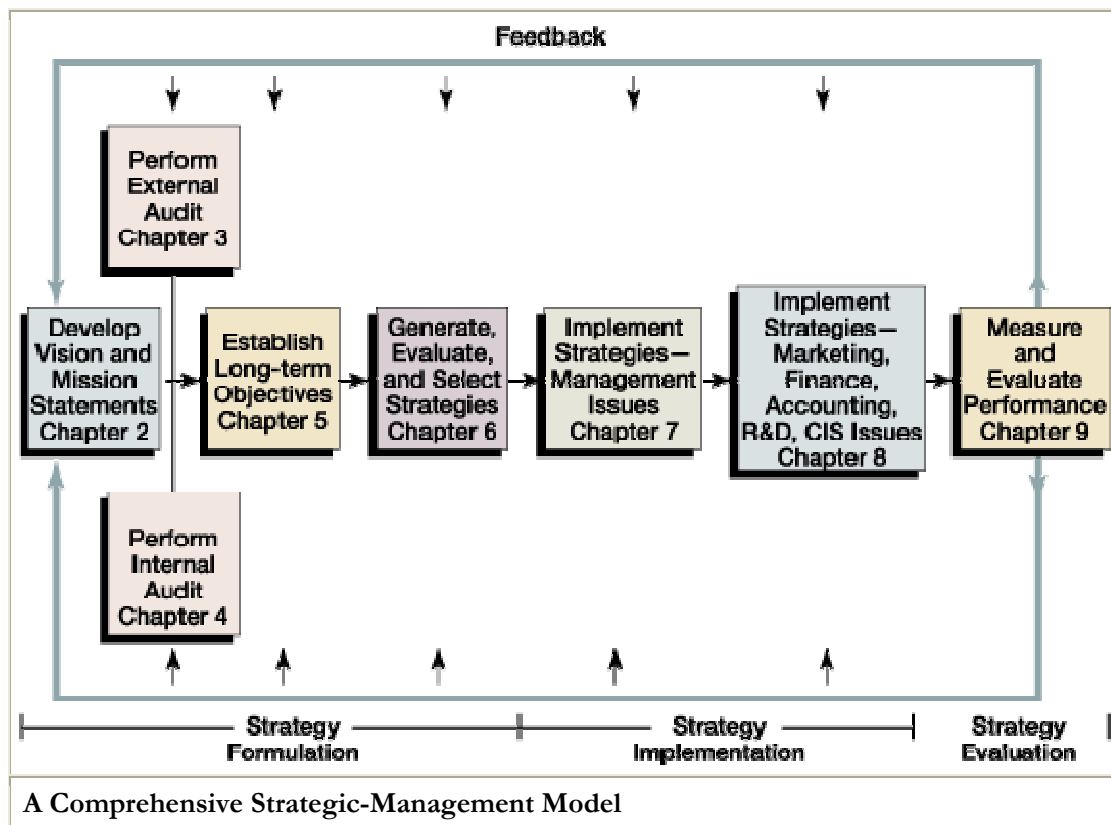 Feedback
Perform
External
Audit
Chapter 3
Develop
Vision and
Mission
Statements
Chapter 2
Establish
Long-term
Objectives
Chapter 5
Generate,
Evaluate,
and Select
Strategies
Chapter 6
Implement
Strategies—
Management
Issues
Chapter 7
Implement
Strategies—
Marketing,
Finance,
Accounting,
R&D, CIS Issues
Chapter 8
Measure
and
Evaluate
Performance
Chapter 9
Perform
Internal
Audit
Chapter 4
Strategy
Formulation
Strategy
Implementation
Strategy
Evaluation
A Comprehensive Strategic-Management Model